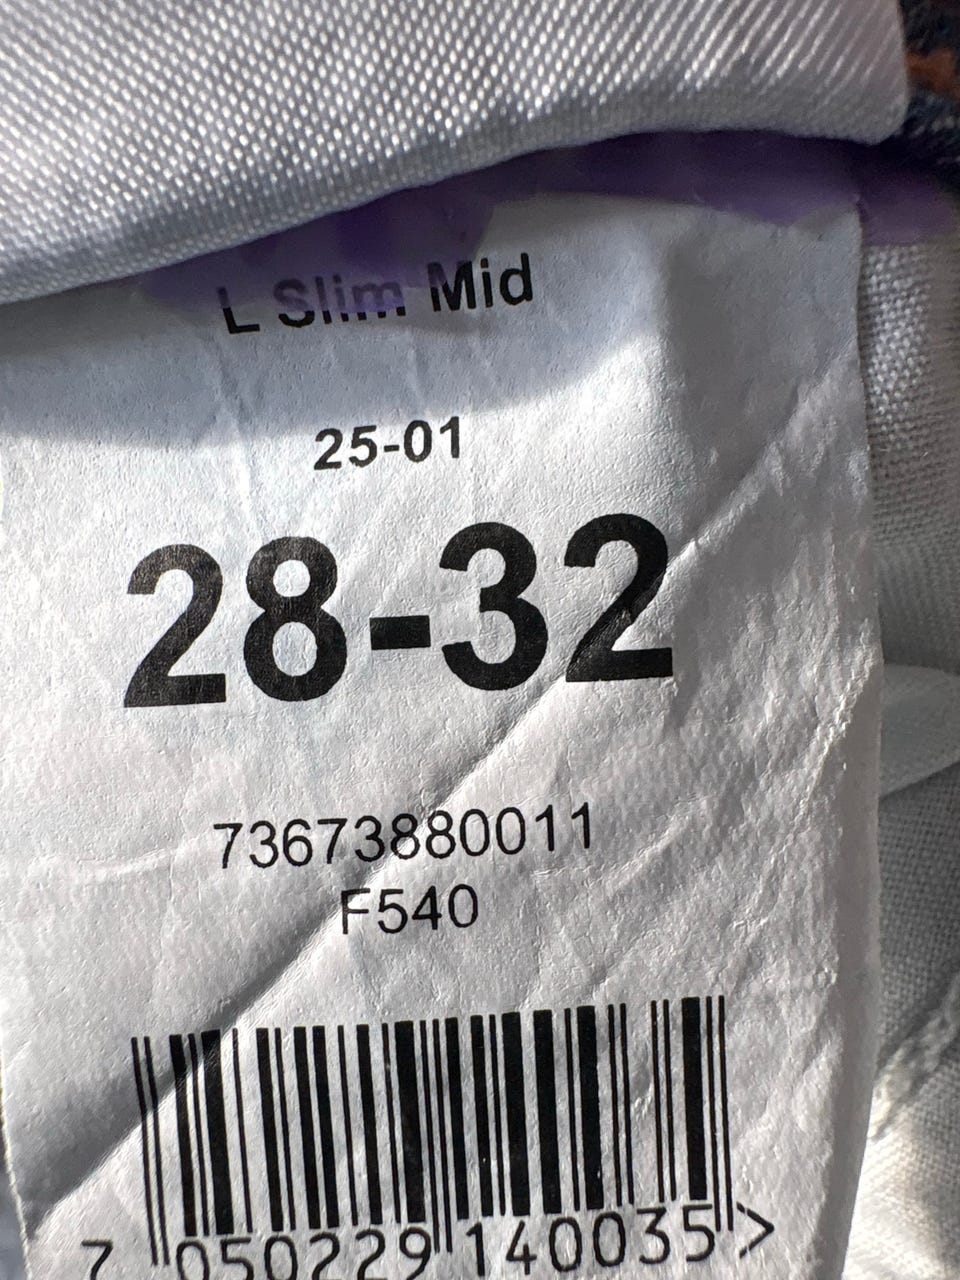 L Slim Mid
25-01
28-32
73673880011
F540
7 050229 140035 >